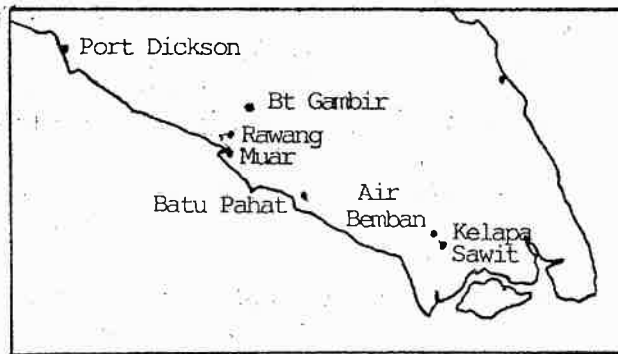 Port Dickson
Bt Gambir
Rawang
Muar
Batu Pahat
Air
Bemban
Kelapa
Sawit